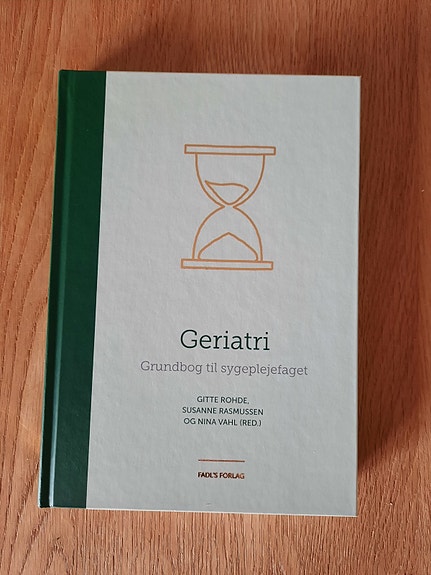 Geriatri
Grundbog til sygeplejefaget
GITTE ROHDE,
SUSANNE RASMUSSEN
OG NINA VAHL (RED.)
FADL'S FORLAG